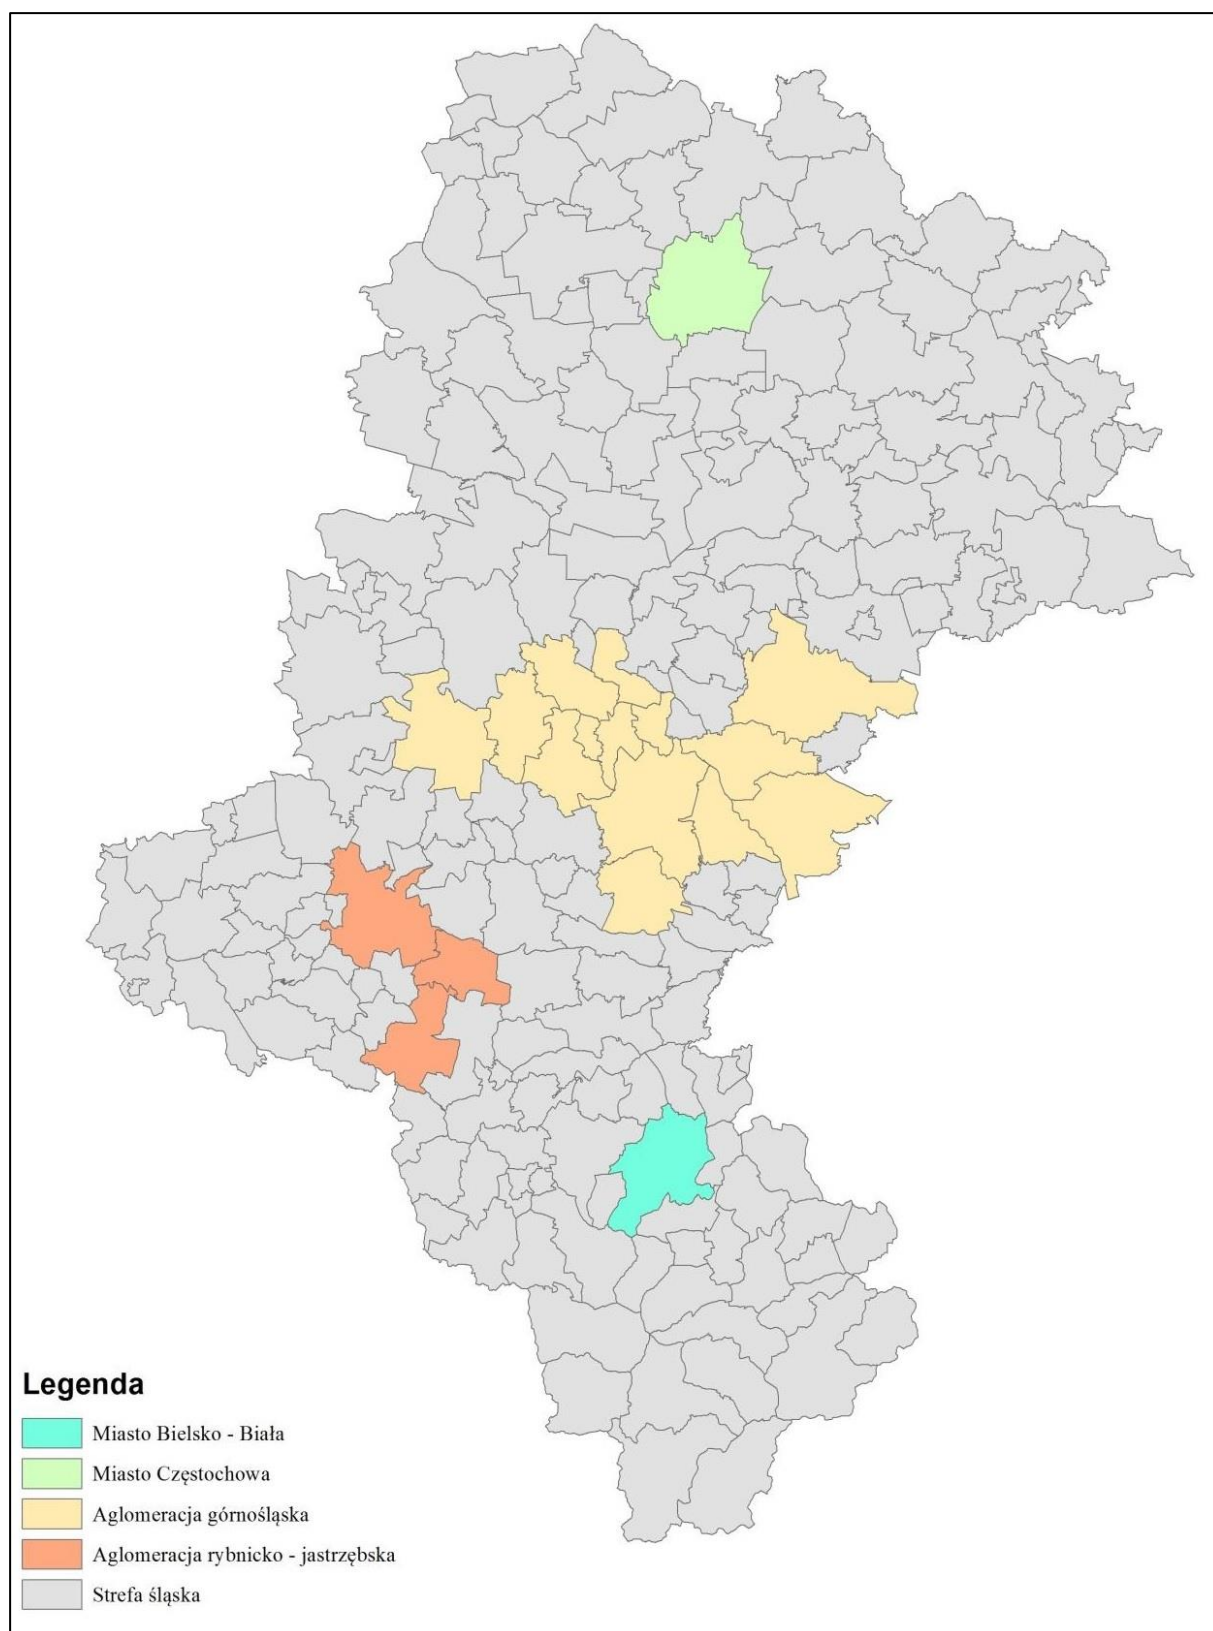 Legenda
Miasto Bielsko - Biała
Miasto Częstochowa
Aglomeracja górnośląska
Aglomeracja rybnicko - jastrzębska
Strefa śląska